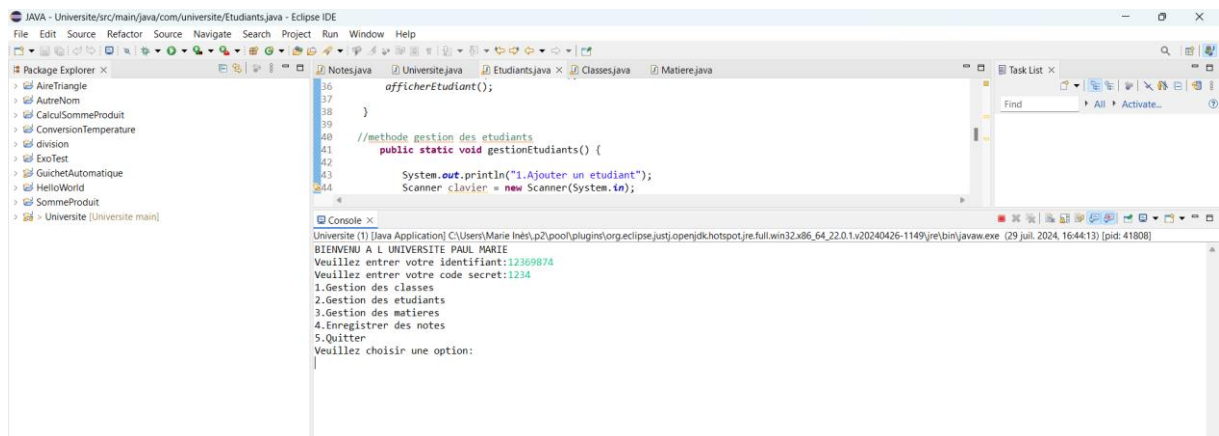 JAVA - Universite/src/main/java/com/universite/Etudiants.java - Eclipse IDE
File Edit Source Refactor Source Navigate Search Project Run Window Help
Package Explorer
AireTriangle
AutreNom
CalculSommeProduit
ConversionTemperature
division
ExoTest
GuichetAutomatique
HelloWorld
SommeProduit
> Universite [Universite main]
Notes.java Universite.java Etudiants.java Classes.java Matiere.java
36 afficherEtudiant();
37
38 }
39
40 //methode gestion des etudiants
41 public static void gestionEtudiants() {
42
43 System.out.println("1.Ajouter un etudiant");
44 Scanner clavier = new Scanner(System.in);
Task List
Find All Activate...
Console
Universite (1) [Java Application] C:\Users\Marie Inès\.p2\pool\plugins\org.eclipse.justj.openjdk.hotspot.jre.full.win32.x86_64_22.0.1.v20240426-1149\jre\bin\javaw.exe (29 juil. 2024, 16:44:13) [pid: 41808]
BIENVENU A L UNIVERSITE PAUL MARIE
Veuillez entrer votre identifiant:12369874
Veuillez entrer votre code secret:1234
1.Gestion des classes
2.Gestion des etudiants
3.Gestion des matieres
4.Enregistrer des notes
5.Quitter
Veuillez choisir une option: